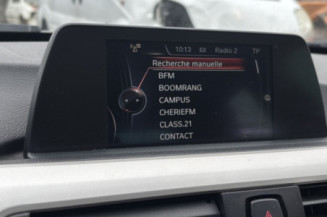 10:13 Radio 2 TP
Recherche manuelle
BFM
BOOMRANG
CAMPUS
CHERIEFM
CLASS.21
CONTACT